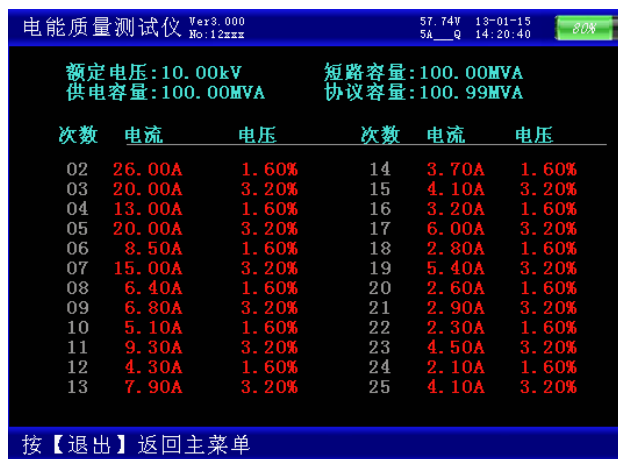 电能质量测试仪 Ver3.000 No:12xxx 57.74V 13-01-15 5A__Q 14:20:40 80%
额定电压:10.00kV 短路容量:100.00MVA
供电容量:100.00MVA 协议容量:100.99MVA
次数 电流 电压 次数 电流 电压
02 26.00A 1.60% 14 3.70A 1.60%
03 20.00A 3.20% 15 4.10A 3.20%
04 13.00A 1.60% 16 3.20A 1.60%
05 20.00A 3.20% 17 6.00A 3.20%
06 8.50A 1.60% 18 2.80A 1.60%
07 15.00A 3.20% 19 5.40A 3.20%
08 6.40A 1.60% 20 2.60A 1.60%
09 6.80A 3.20% 21 2.90A 3.20%
10 5.10A 1.60% 22 2.30A 1.60%
11 9.30A 3.20% 23 4.50A 3.20%
12 4.30A 1.60% 24 2.10A 1.60%
13 7.90A 3.20% 25 4.10A 3.20%
按【退出】返回主菜单